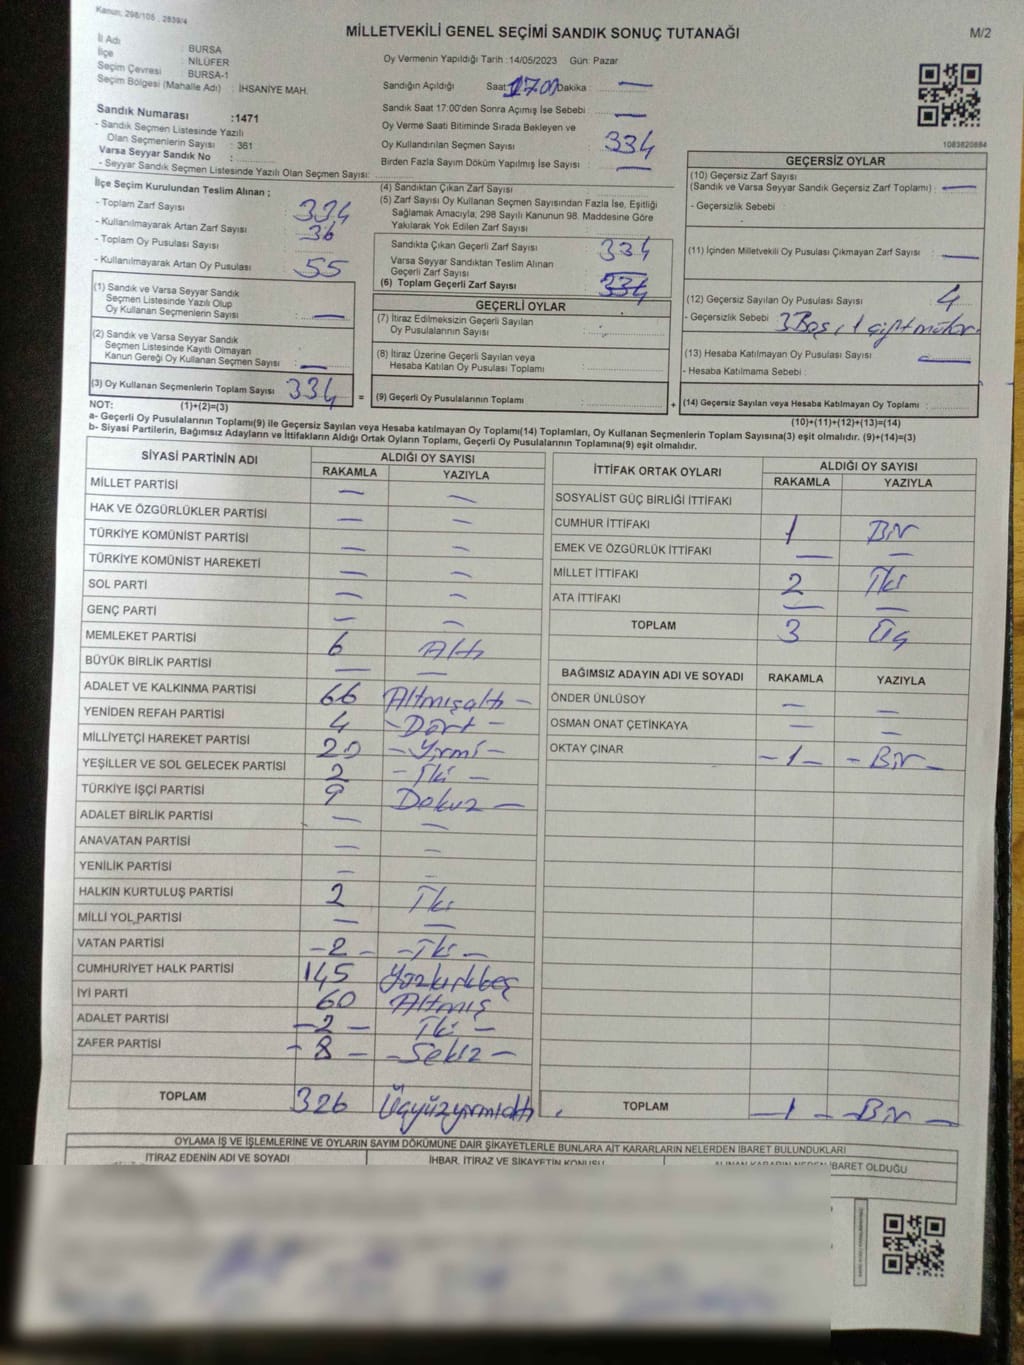 Kanun; 298/105 , 2839/4
MİLLETVEKİLİ GENEL SEÇİMİ SANDIK SONUÇ TUTANAĞI
M/2
İl Adı : BURSA
İlçe : NİLÜFER
Seçim Çevresi : BURSA-1
Seçim Bölgesi (Mahalle Adı) : İHSANİYE MAH.
Sandık Numarası :1471
- Sandık Seçmen Listesinde Yazılı
Olan Seçmenlerin Sayısı : 361
Varsa Seyyar Sandık No :
- Seyyar Sandık Seçmen Listesinde Yazılı Olan Seçmen Sayısı:
Oy Vermenin Yapıldığı Tarih :14/05/2023 Gün: Pazar
Sandığın Açıldığı Saat 17.00 Dakika : —
Sandık Saat 17:00'den Sonra Açımış İse Sebebi : —
Oy Verme Saati Bitiminde Sırada Bekleyen ve
Oy Kullandırılan Seçmen Sayısı : 334
Birden Fazla Sayım Döküm Yapılmış İse Sayısı : —
1083820884
İlçe Seçim Kurulundan Teslim Alınan ;
- Toplam Zarf Sayısı : 334
- Kullanılmayarak Artan Zarf Sayısı : 36
- Toplam Oy Pusulası Sayısı :
- Kullanılmayarak Artan Oy Pusulası : 55
(1) Sandık ve Varsa Seyyar Sandık
Seçmen Listesinde Yazılı Olup
Oy Kullanan Seçmenlerin Sayısı : —
(2) Sandık ve Varsa Seyyar Sandık
Seçmen Listesinde Kayıtlı Olmayan
Kanun Gereği Oy Kullanan Seçmen Sayısı : —
(3) Oy Kullanan Seçmenlerin Toplam Sayısı : 334
(4) Sandıktan Çıkan Zarf Sayısı :
(5) Zarf Sayısı Oy Kullanan Seçmen Sayısından Fazla İse, Eşitliği
Sağlamak Amacıyla, 298 Sayılı Kanunun 98. Maddesine Göre
Yakılarak Yok Edilen Zarf Sayısı :
Sandıkta Çıkan Geçerli Zarf Sayısı : 334
Varsa Seyyar Sandıktan Teslim Alınan
Geçerli Zarf Sayısı :
(6) Toplam Geçerli Zarf Sayısı : 334
GEÇERLİ OYLAR
(7) İtiraz Edilmeksizin Geçerli Sayılan
Oy Pusulalarının Sayısı :
(8) İtiraz Üzerine Geçerli Sayılan veya
Hesaba Katılan Oy Pusulası Toplamı :
= (9) Geçerli Oy Pusulalarının Toplamı :
GEÇERSİZ OYLAR
(10) Geçersiz Zarf Sayısı
(Sandık ve Varsa Seyyar Sandık Geçersiz Zarf Toplamı) : —
- Geçersizlik Sebebi :
(11) İçinden Milletvekili Oy Pusulası Çıkmayan Zarf Sayısı : —
(12) Geçersiz Sayılan Oy Pusulası Sayısı : 4
- Geçersizlik Sebebi : 3 Boş, 1 çift mühür.
(13) Hesaba Katılmayan Oy Pusulası Sayısı : —
- Hesaba Katılmama Sebebi :
+ (14) Geçersiz Sayılan veya Hesaba Katılmayan Oy Toplamı :
NOT: (1)+(2)=(3)
(10)+(11)+(12)+(13)=(14)
a- Geçerli Oy Pusulalarının Toplamı(9) ile Geçersiz Sayılan veya Hesaba Katılmayan Oy Toplamı(14) Toplamları, Oy Kullanan Seçmenlerin Toplam Sayısına(3) eşit olmalıdır. (9)+(14)=(3)
b- Siyasi Partilerin, Bağımsız Adayların ve İttifakların Aldığı Ortak Oyların Toplamı, Geçerli Oy Pusulalarının Toplamına(9) eşit olmalıdır.
SİYASİ PARTİNİN ADI ALDIĞI OY SAYISI
RAKAMLA YAZIYLA
MİLLET PARTİSİ — —
HAK VE ÖZGÜRLÜKLER PARTİSİ — —
TÜRKİYE KOMÜNİST PARTİSİ — —
TÜRKİYE KOMÜNİST HAREKETİ — —
SOL PARTİ — —
GENÇ PARTİ — —
MEMLEKET PARTİSİ 6 Altı
BÜYÜK BİRLİK PARTİSİ — —
ADALET VE KALKINMA PARTİSİ 66 Altmışaltı —
YENİDEN REFAH PARTİSİ 4 - Dört -
MİLLİYETÇİ HAREKET PARTİSİ 20 - Yirmi -
YEŞİLLER VE SOL GELECEK PARTİSİ 2 - İki -
TÜRKİYE İŞÇİ PARTİSİ 9 Dokuz —
ADALET BİRLİK PARTİSİ — —
ANAVATAN PARTİSİ — —
YENİLİK PARTİSİ — —
HALKIN KURTULUŞ PARTİSİ 2 İki
MİLLİ YOL PARTİSİ — —
VATAN PARTİSİ - 2 - - İki -
CUMHURİYET HALK PARTİSİ 145 Yüzkırkbeş
İYİ PARTİ 60 Altmış
ADALET PARTİSİ - 2 - İki -
ZAFER PARTİSİ - 8 - - Sekiz -
TOPLAM 326 Üçyüzyirmialtı
İTTİFAK ORTAK OYLARI ALDIĞI OY SAYISI
RAKAMLA YAZIYLA
SOSYALİST GÜÇ BİRLİĞİ İTTİFAKI
CUMHUR İTTİFAKI 1 Bir
EMEK VE ÖZGÜRLÜK İTTİFAKI — —
MİLLET İTTİFAKI 2 İki
ATA İTTİFAKI — —
TOPLAM 3 Üç
BAĞIMSIZ ADAYIN ADI VE SOYADI RAKAMLA YAZIYLA
ÖNDER ÜNLÜSOY — —
OSMAN ONAT ÇETİNKAYA — —
OKTAY ÇINAR - 1 - - Bir -
TOPLAM - 1 - - Bir -
OYLAMA İŞ VE İŞLEMLERİNE VE OYLARIN SAYIM DÖKÜMÜNE DAİR ŞİKAYETLERLE BUNLARA AİT KARARLARIN NELERDEN İBARET BULUNDUKLARI
İTİRAZ EDENİN ADI VE SOYADI İHBAR, İTİRAZ VE ŞİKAYETİN KONUSU ALINAN KARARIN NEDEN İBARET OLDUĞU